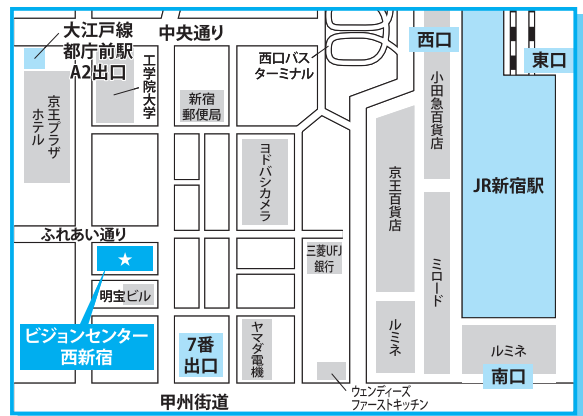 大江戸線
都庁前駅
A2出口
中央通り
西口バス
ターミナル
西口
東口
工学院大学
新宿
郵便局
京王プラザ
ホテル
小田急百貨店
ヨドバシカメラ
京王百貨店
JR新宿駅
ふれあい通り
★
三菱UFJ
銀行
ミロード
明宝ビル
ビジョンセンター
西新宿
7番
出口
ヤマダ電機
ルミネ
ルミネ
南口
ウェンディーズ
ファーストキッチン
甲州街道